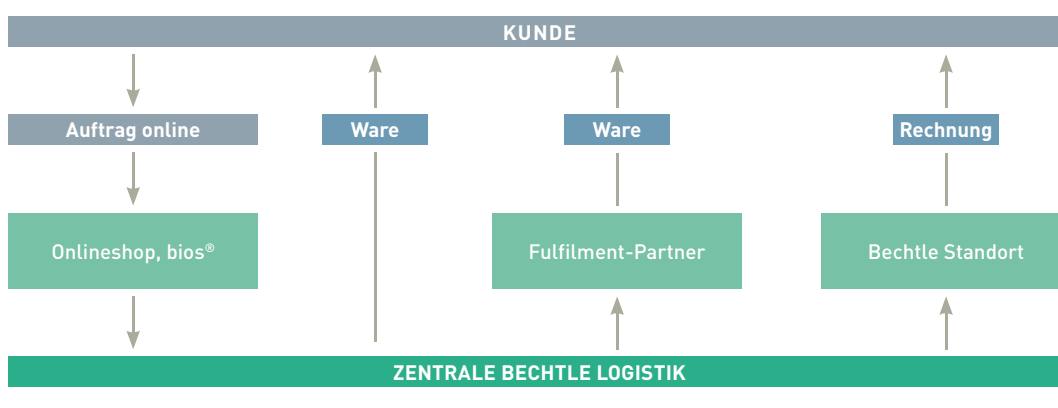 KUNDE
Auftrag online
Ware
Ware
Rechnung
Onlineshop, bios®
Fulfilment-Partner
Bechtle Standort
ZENTRALE BECHTLE LOGISTIK